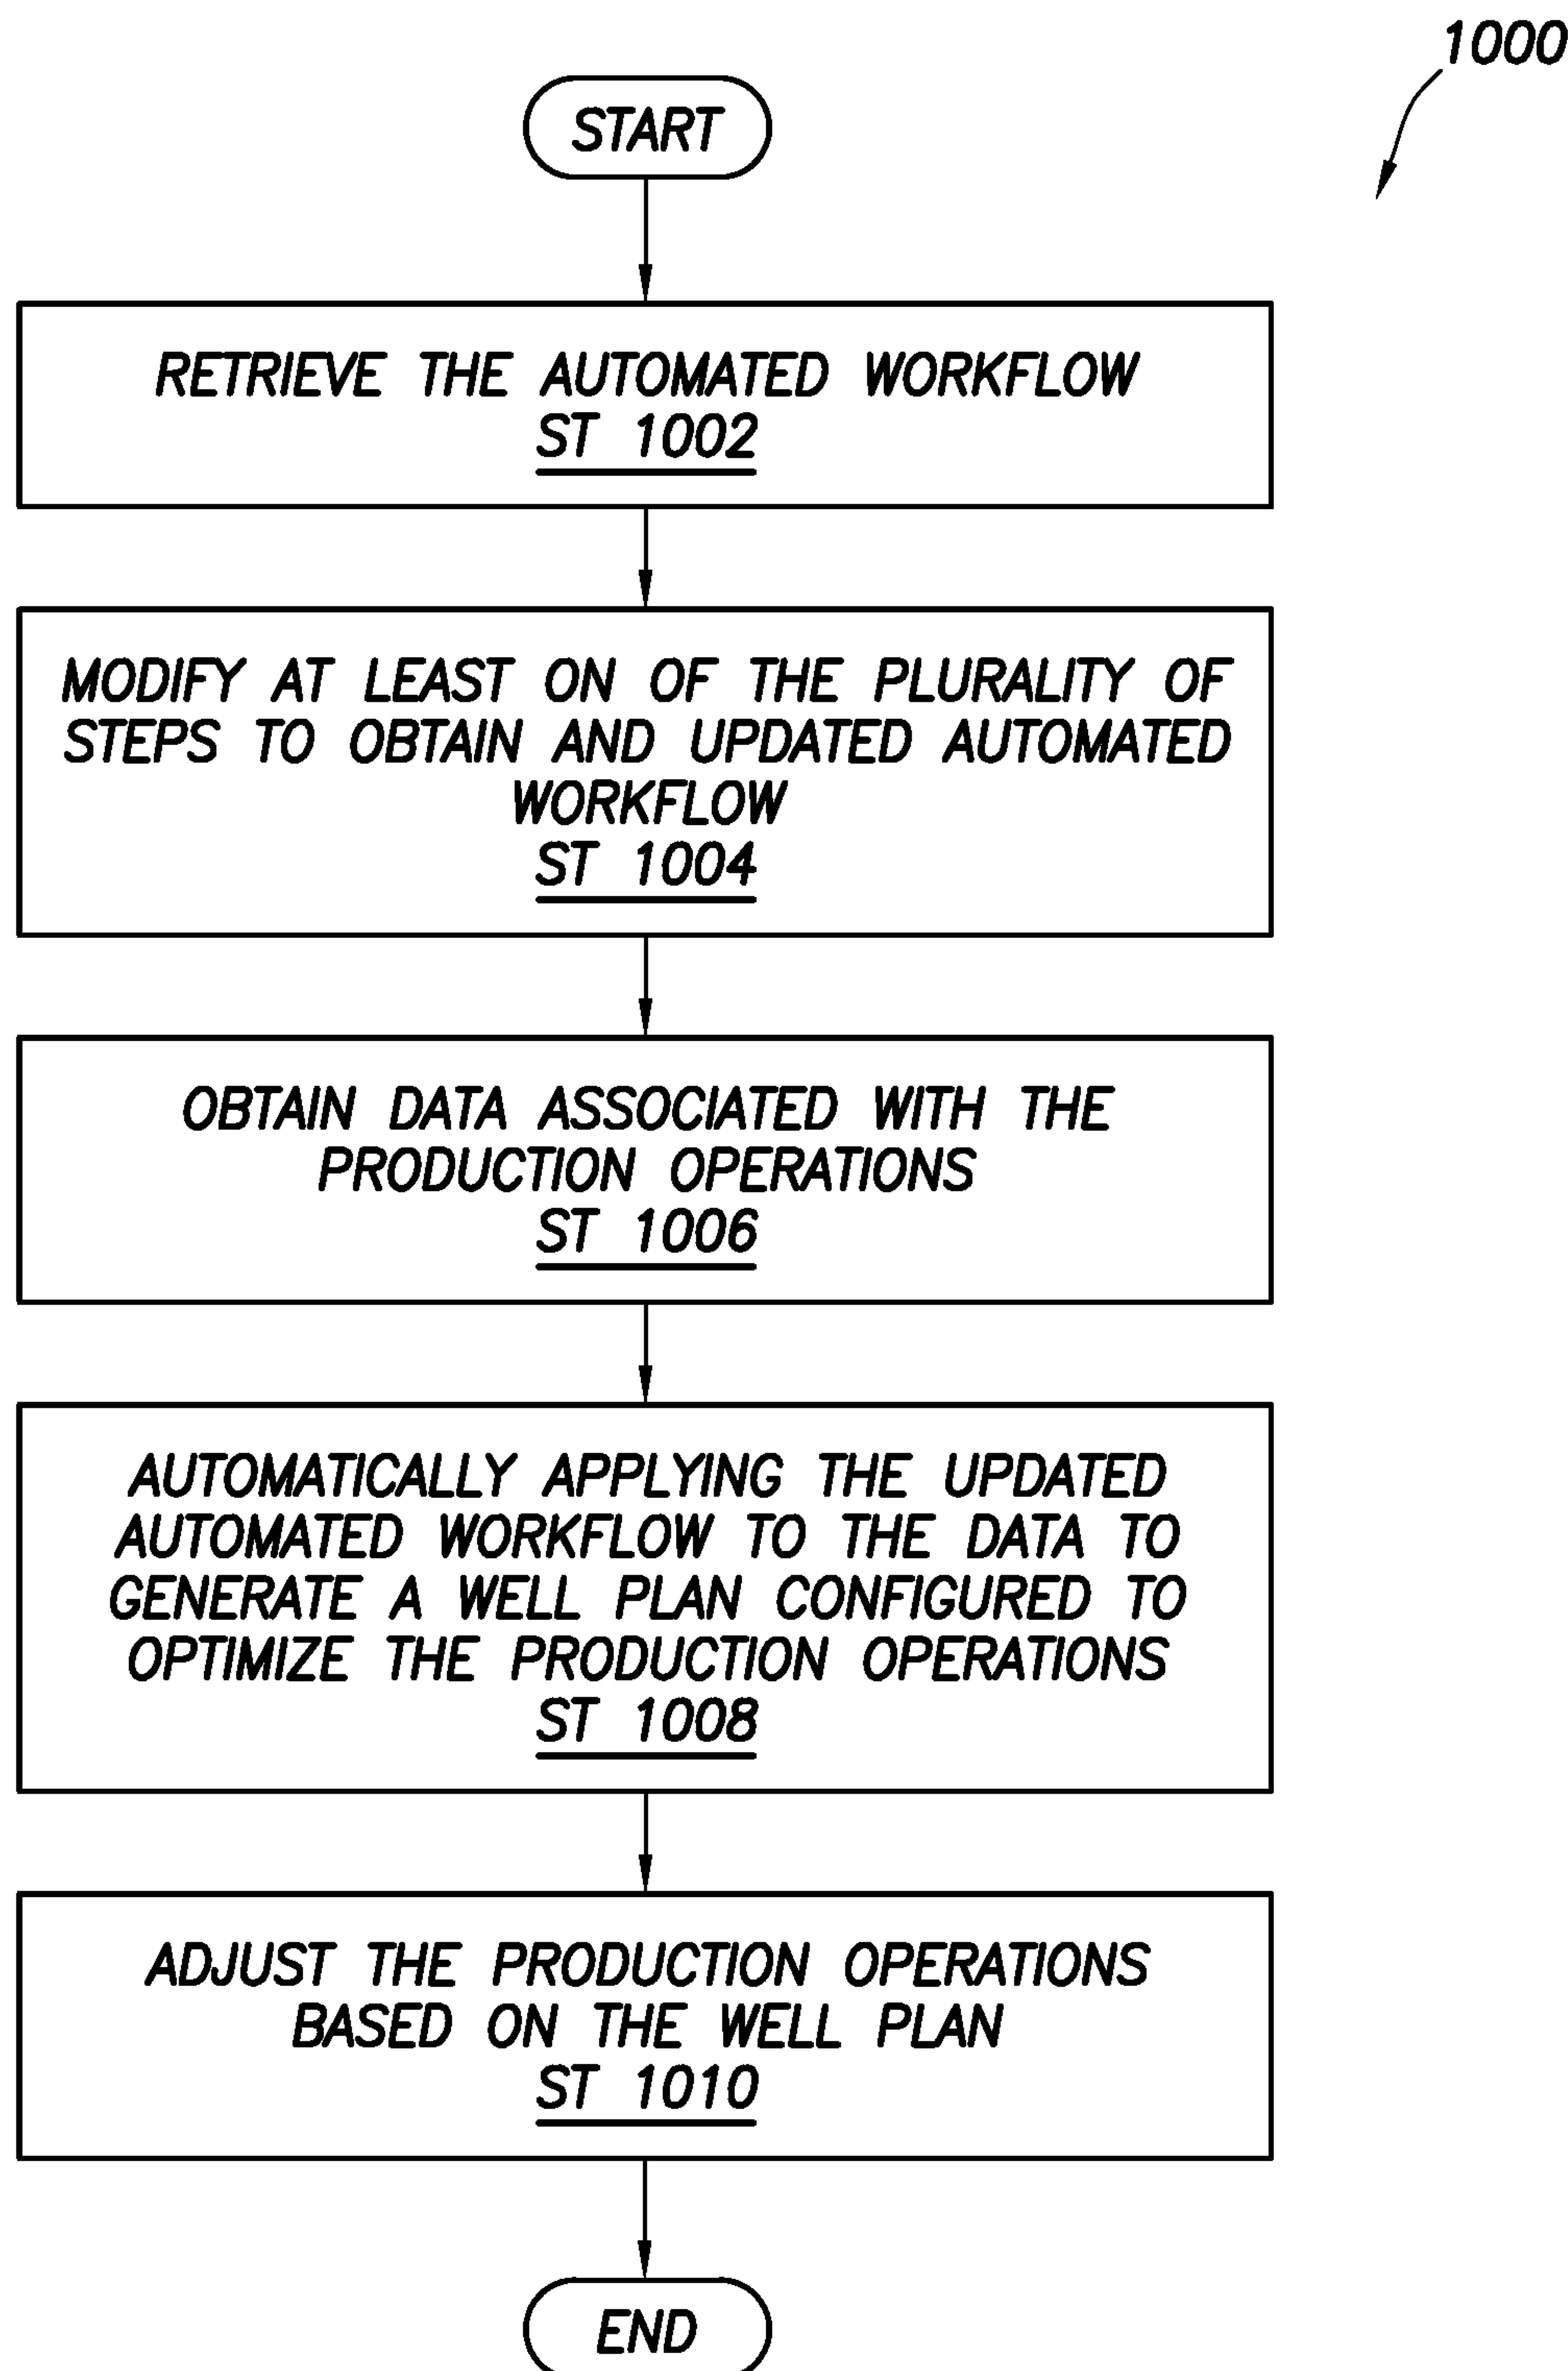 1000
START
RETRIEVE THE AUTOMATED WORKFLOW
ST 1002
MODIFY AT LEAST ON OF THE PLURALITY OF
STEPS TO OBTAIN AND UPDATED AUTOMATED
WORKFLOW
ST 1004
OBTAIN DATA ASSOCIATED WITH THE
PRODUCTION OPERATIONS
ST 1006
AUTOMATICALLY APPLYING THE UPDATED
AUTOMATED WORKFLOW TO THE DATA TO
GENERATE A WELL PLAN CONFIGURED TO
OPTIMIZE THE PRODUCTION OPERATIONS
ST 1008
ADJUST THE PRODUCTION OPERATIONS
BASED ON THE WELL PLAN
ST 1010
END